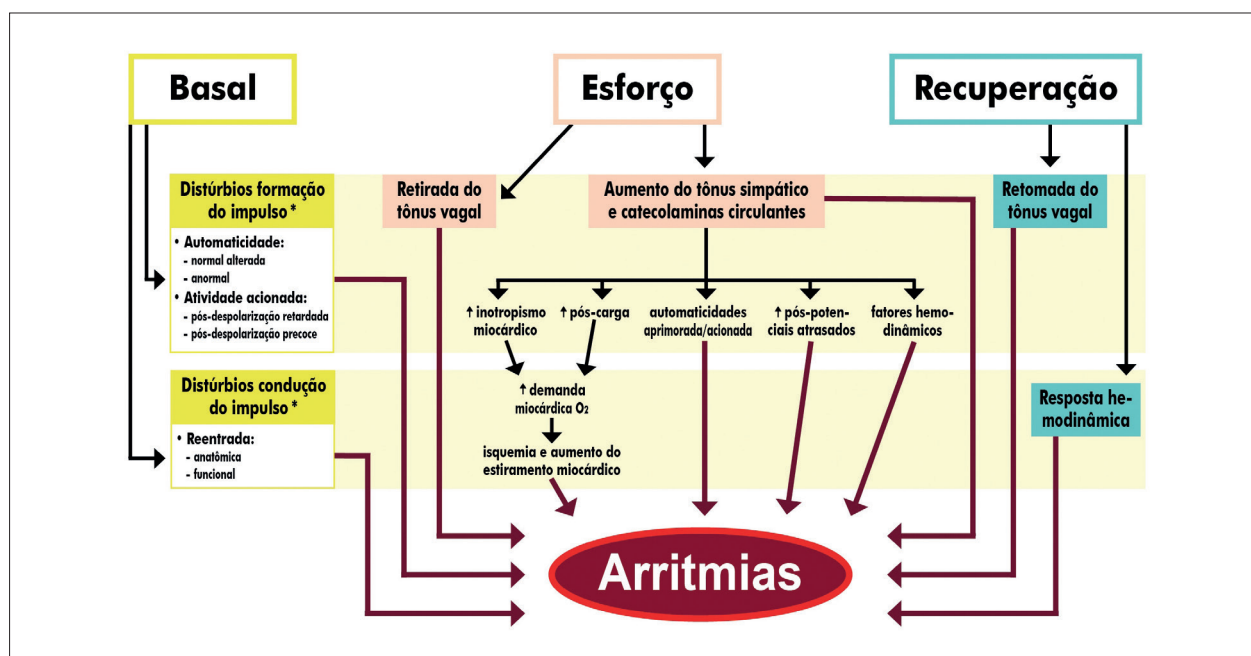 Basal
Esforço
Recuperação
Distúrbios formação
do impulso *
• Automaticidade:
- normal alterada
- anormal
• Atividade acionada:
- pós-despolarização retardada
- pós-despolarização precoce
Retirada do
tônus vagal
Aumento do tônus simpático
e catecolaminas circulantes
Retomada do
tônus vagal
↑ inotropismo
miocárdico
↑ pós-carga
automaticidades
aprimorada/acionada
↑ pós-poten-
ciais atrasados
fatores hemo-
dinâmicos
Distúrbios condução
do impulso *
• Reentrada:
- anatômica
- funcional
↑ demanda
miocárdica O₂
isquemia e aumento do
estiramento miocárdico
Resposta he-
modinâmica
Arritmias